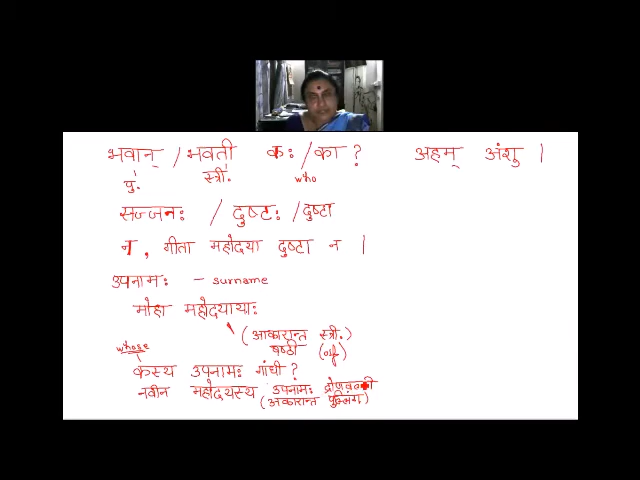 भवान् / भवती कः / का ? अहम् अंशु ।
पु. स्त्री. who
सज्जनः / दुष्टः / दुष्टा
न , गीता महोदया दुष्टा न ।
उपनामः – surname
मोहा महोदयायाः
(आकारान्त स्त्री.)
षष्ठी (of)
whose
कस्य उपनामः गांधी ?
नवीन महोदयस्य उपनामः
(अकारान्त पुल्लिंग)